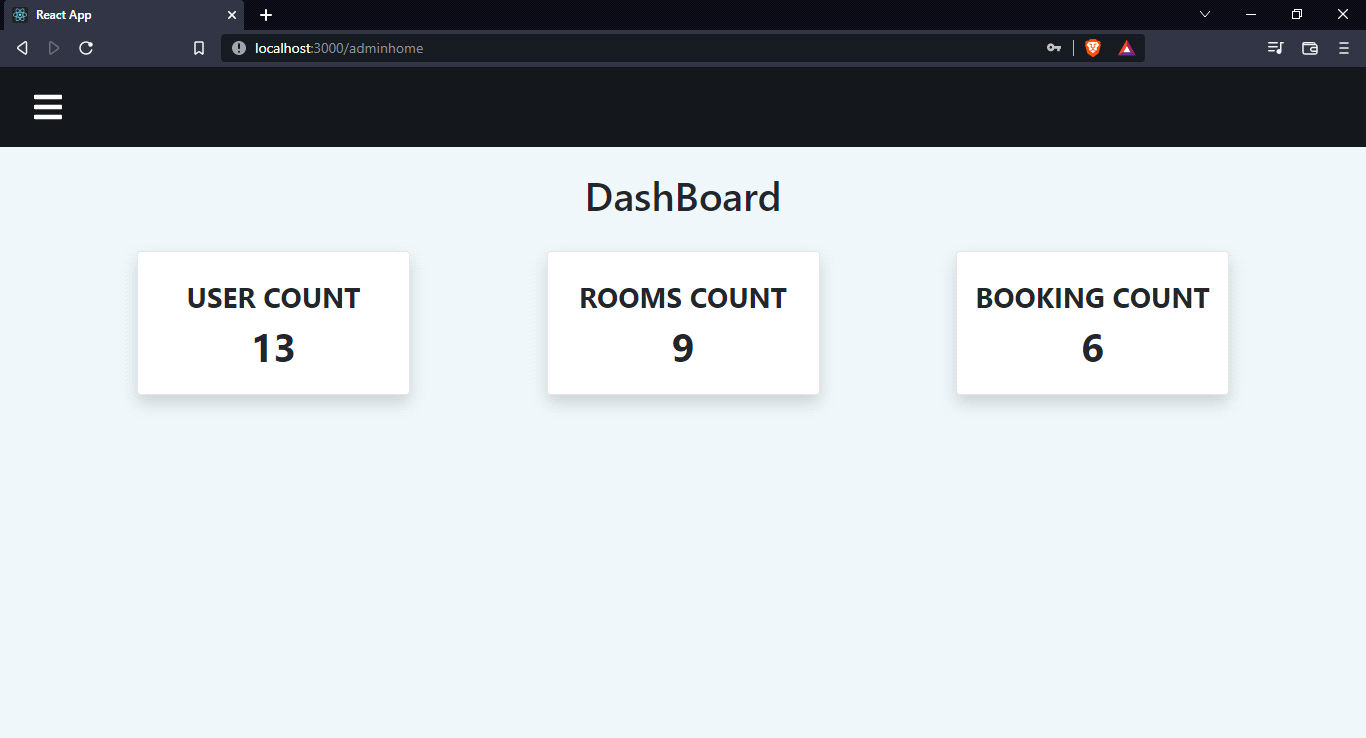 React App
localhost:3000/adminhome
DashBoard
USER COUNT
13
ROOMS COUNT
9
BOOKING COUNT
6